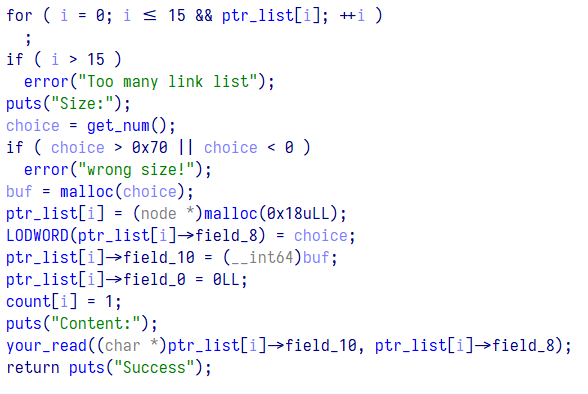 for ( i = 0; i <= 15 && ptr_list[i]; ++i )
;
if ( i > 15 )
error("Too many link list");
puts("Size:");
choice = get_num();
if ( choice > 0x70 || choice < 0 )
error("wrong size!");
buf = malloc(choice);
ptr_list[i] = (node *)malloc(0x18uLL);
LODWORD(ptr_list[i]->field_8) = choice;
ptr_list[i]->field_10 = (__int64)buf;
ptr_list[i]->field_0 = 0LL;
count[i] = 1;
puts("Content:");
your_read((char *)ptr_list[i]->field_10, ptr_list[i]->field_8);
return puts("Success");